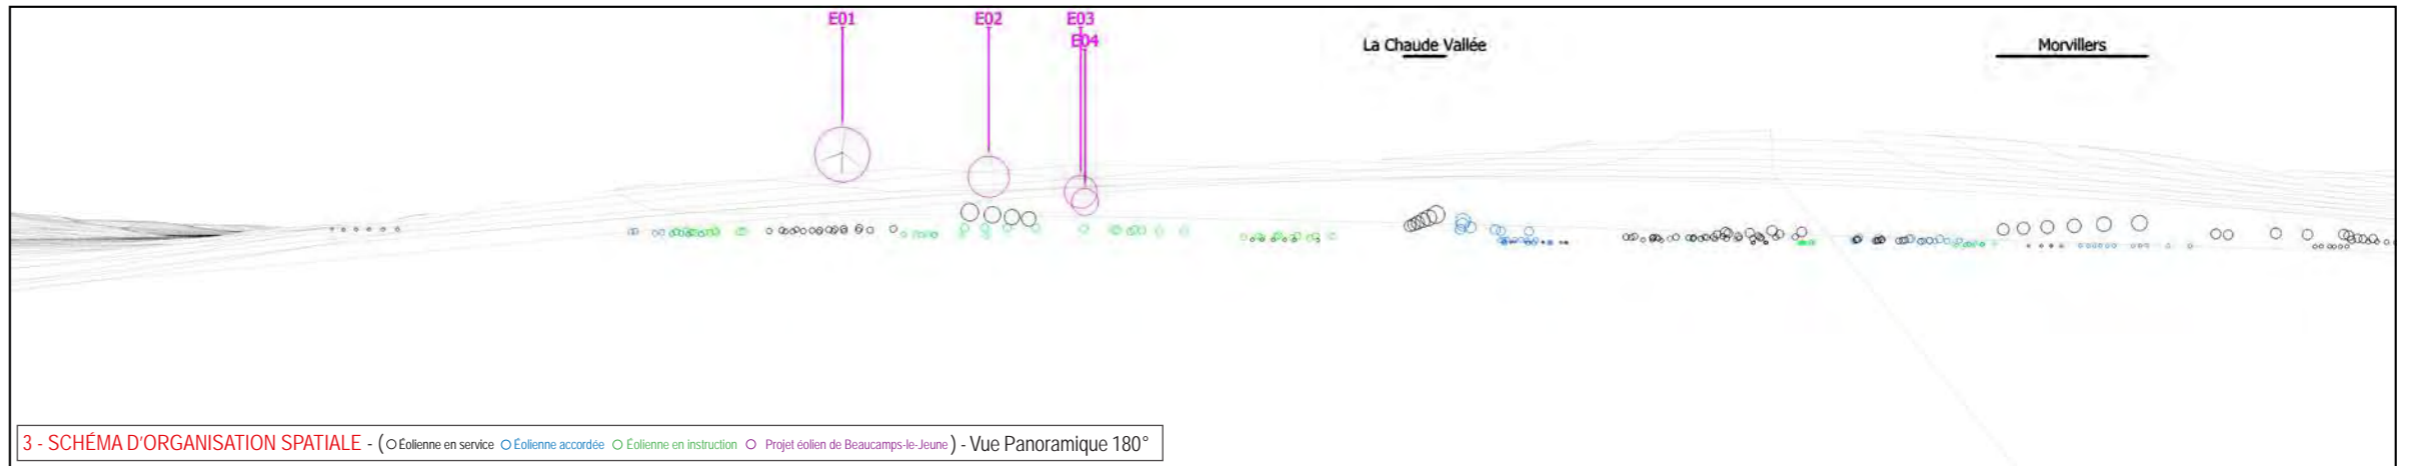 E01
E02
E03
E04
La Chaude Vallée
Morvillers
3 - SCHÉMA D'ORGANISATION SPATIALE - ( Éolienne en service Éolienne accordée Éolienne en instruction Projet éolien de Beaucamps-le-Jeune ) - Vue Panoramique 180°